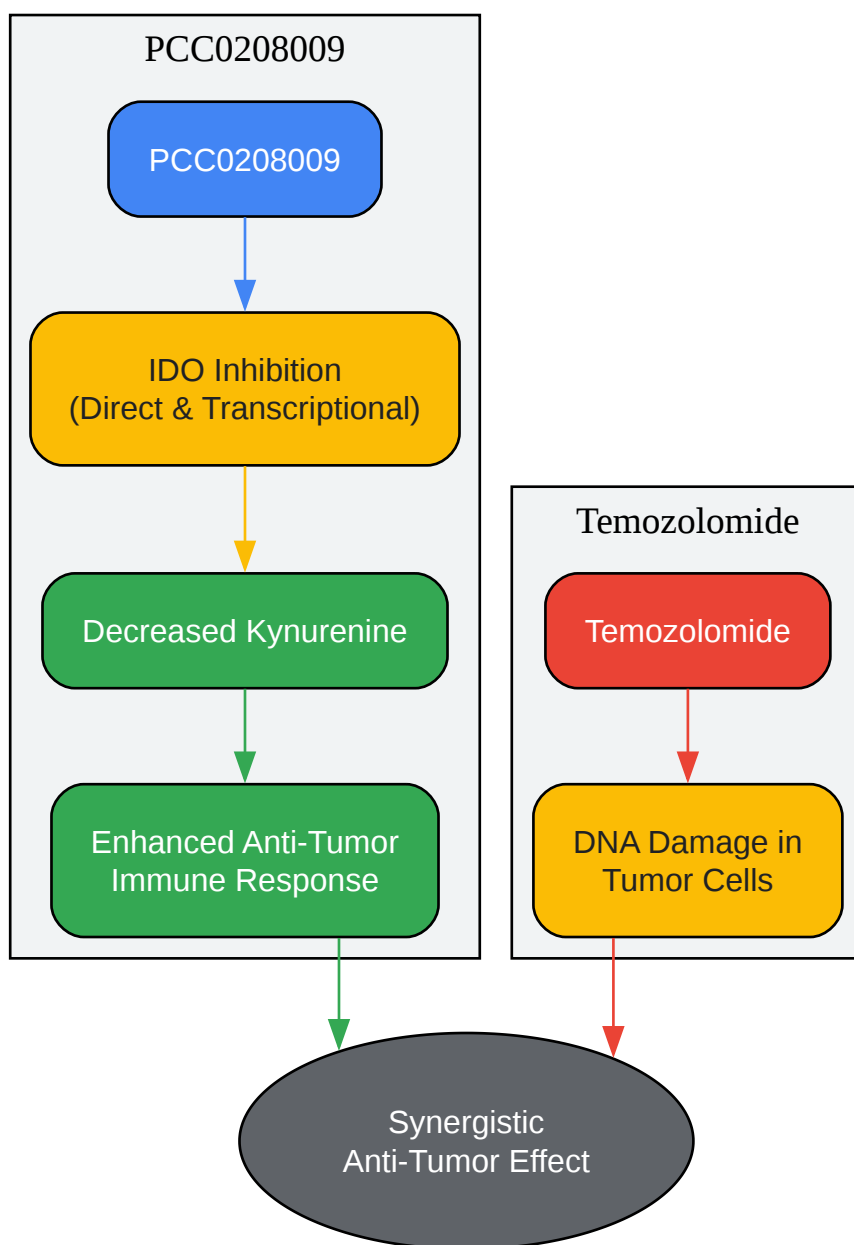 PCC0208009
PCC0208009
IDO Inhibition
(Direct & Transcriptional)
Decreased Kynurenine
Enhanced Anti-Tumor
Immune Response
Temozolomide
Temozolomide
DNA Damage in
Tumor Cells
Synergistic
Anti-Tumor Effect